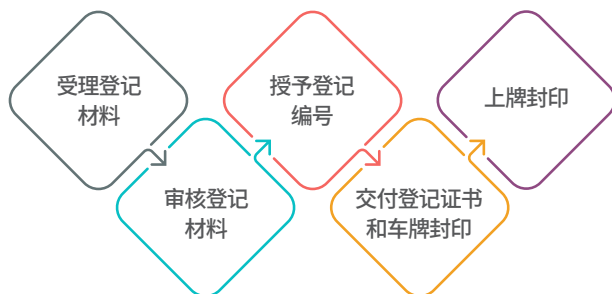 受理登记
材料
审核登记
材料
授予登记
编号
交付登记证书
和车牌封印
上牌封印